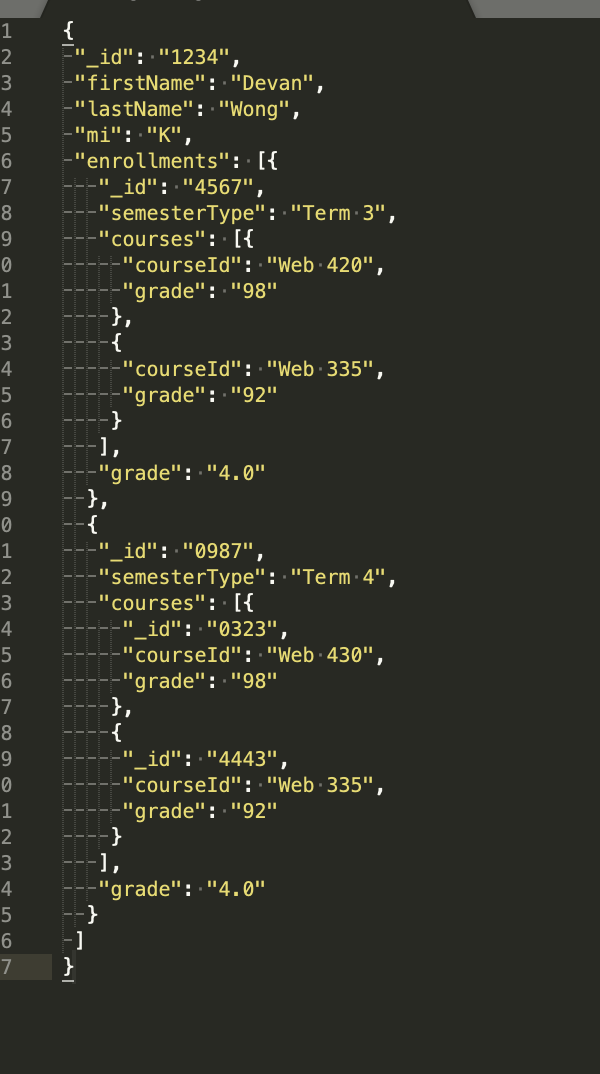 1 {
2 "_id": "1234",
3 "firstName": "Devan",
4 "lastName": "Wong",
5 "mi": "K",
6 "enrollments": [{
7 "_id": "4567",
8 "semesterType": "Term 3",
9 "courses": [{
0 "courseId": "Web 420",
1 "grade": "98"
2 },
3 {
4 "courseId": "Web 335",
5 "grade": "92"
6 }
7 ],
8 "grade": "4.0"
9 },
0 {
1 "_id": "0987",
2 "semesterType": "Term 4",
3 "courses": [{
4 "_id": "0323",
5 "courseId": "Web 430",
6 "grade": "98"
7 },
8 {
9 "_id": "4443",
0 "courseId": "Web 335",
1 "grade": "92"
2 }
3 ],
4 "grade": "4.0"
5 }
6 ]
7 }